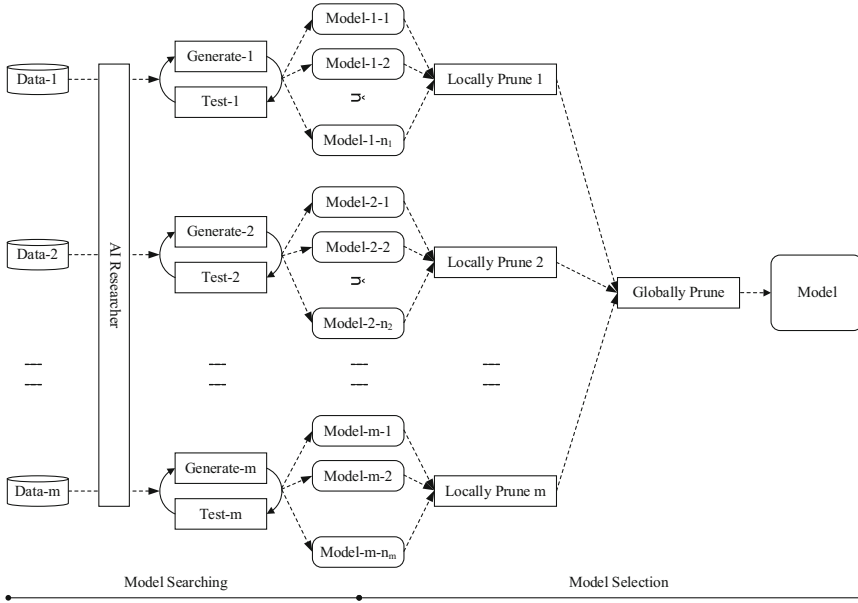 Data-1
AI Researcher
Generate-1
Test-1
Model-1-1
Model-1-2
Model-1-n₁
Locally Prune 1
Data-2
Generate-2
Test-2
Model-2-1
Model-2-2
Model-2-n₂
Locally Prune 2
Globally Prune
Model
Data-m
Generate-m
Test-m
Model-m-1
Model-m-2
Model-m-nₘ
Locally Prune m
Model Searching
Model Selection